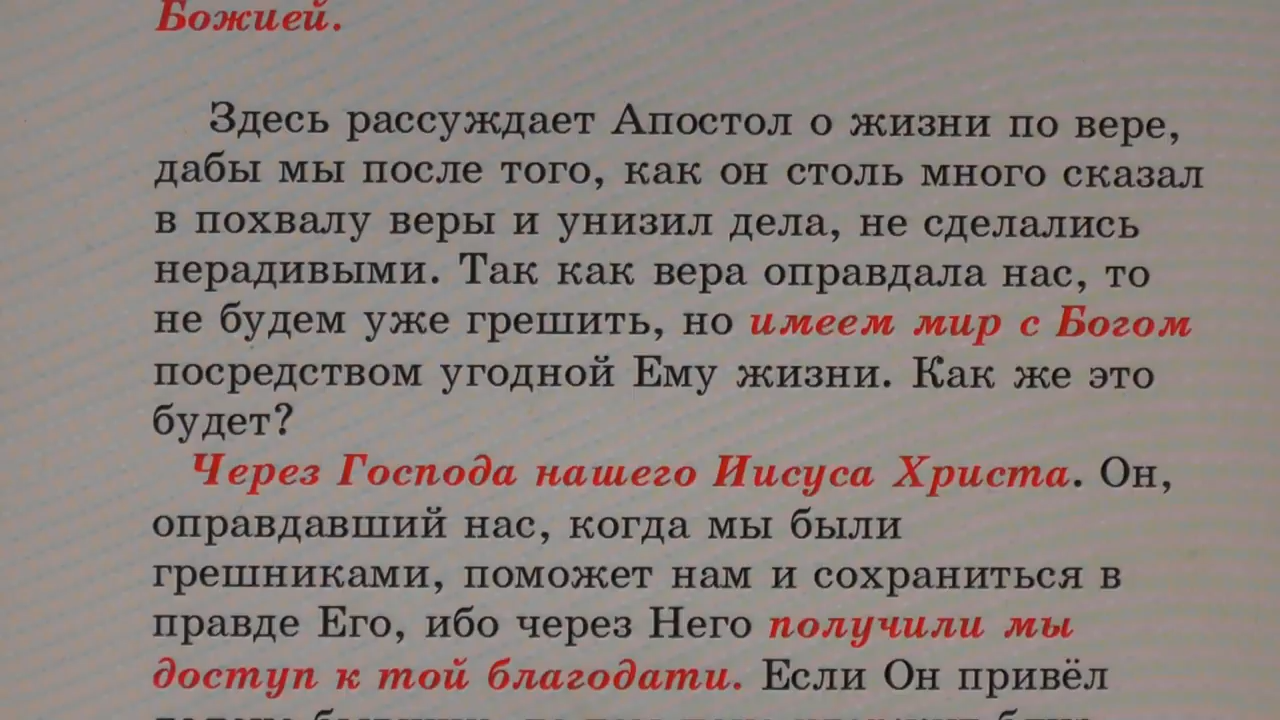 Божией.
Здесь рассуждает Апостол о жизни по вере,
дабы мы после того, как он столь много сказал
в похвалу веры и унизил дела, не сделались
нерадивыми. Так как вера оправдала нас, то
не будем уже грешить, но имеем мир с Богом
посредством угодной Ему жизни. Как же это
будет?
Через Господа нашего Иисуса Христа. Он,
оправдавший нас, когда мы были
грешниками, поможет нам и сохраниться в
правде Его, ибо через Него получили мы
доступ к той благодати. Если Он привёл